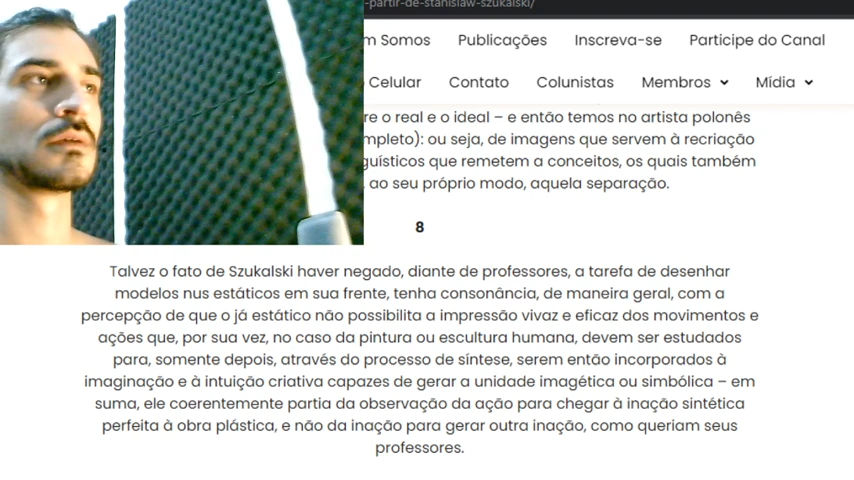 -partir-de-stanislaw-szukalski/
m Somos Publicações Inscreva-se Participe do Canal
Celular Contato Colunistas Membros Mídia
re o real e o ideal – e então temos no artista polonês
mpleto): ou seja, de imagens que servem à recriação
guísticos que remetem a conceitos, os quais também
ao seu próprio modo, aquela separação.
8
Talvez o fato de Szukalski haver negado, diante de professores, a tarefa de desenhar
modelos nus estáticos em sua frente, tenha consonância, de maneira geral, com a
percepção de que o já estático não possibilita a impressão vivaz e eficaz dos movimentos e
ações que, por sua vez, no caso da pintura ou escultura humana, devem ser estudados
para, somente depois, através do processo de síntese, serem então incorporados à
imaginação e à intuição criativa capazes de gerar a unidade imagética ou simbólica – em
suma, ele coerentemente partia da observação da ação para chegar à inação sintética
perfeita à obra plástica, e não da inação para gerar outra inação, como queriam seus
professores.